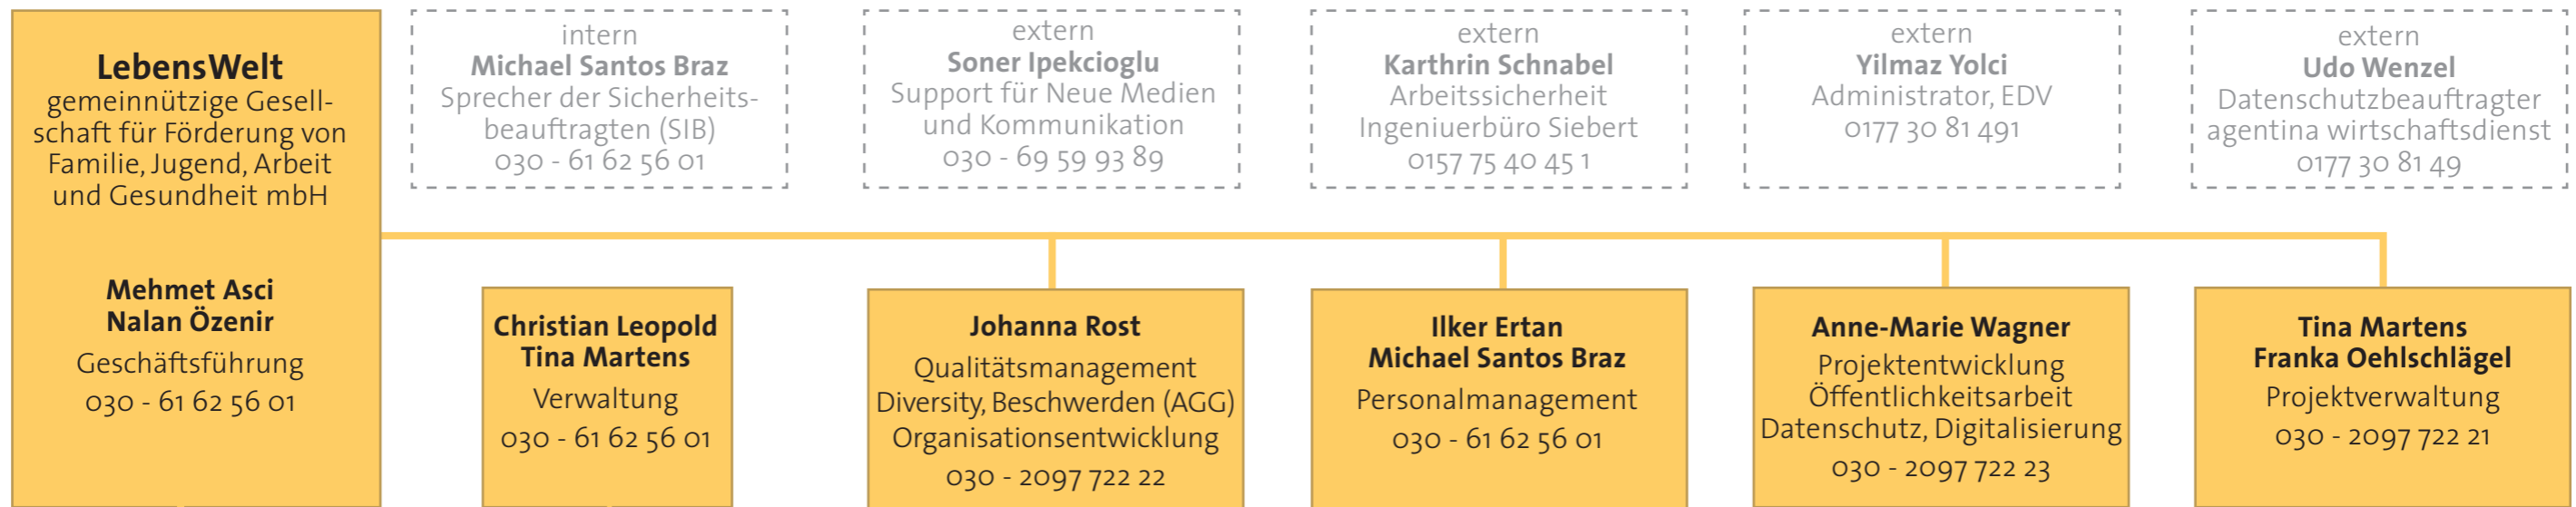 LebensWelt
gemeinnützige Gesell-
schaft für Förderung von
Familie, Jugend, Arbeit
und Gesundheit mbH
Mehmet Asci
Nalan Özenir
Geschäftsführung
030 - 61 62 56 01
intern
Michael Santos Braz
Sprecher der Sicherheits-
beauftragten (SIB)
030 - 61 62 56 01
extern
Soner Ipekcioglu
Support für Neue Medien
und Kommunikation
030 - 69 59 93 89
extern
Karthrin Schnabel
Arbeitssicherheit
Ingeniuerbüro Siebert
0157 75 40 45 1
extern
Yilmaz Yolci
Administrator, EDV
0177 30 81 491
extern
Udo Wenzel
Datenschutzbeauftragter
agentina wirtschaftsdienst
0177 30 81 49
Christian Leopold
Tina Martens
Verwaltung
030 - 61 62 56 01
Johanna Rost
Qualitätsmanagement
Diversity, Beschwerden (AGG)
Organisationsentwicklung
030 - 2097 722 22
Ilker Ertan
Michael Santos Braz
Personalmanagement
030 - 61 62 56 01
Anne-Marie Wagner
Projektentwicklung
Öffentlichkeitsarbeit
Datenschutz, Digitalisierung
030 - 2097 722 23
Tina Martens
Franka Oehlschlägel
Projektverwaltung
030 - 2097 722 21